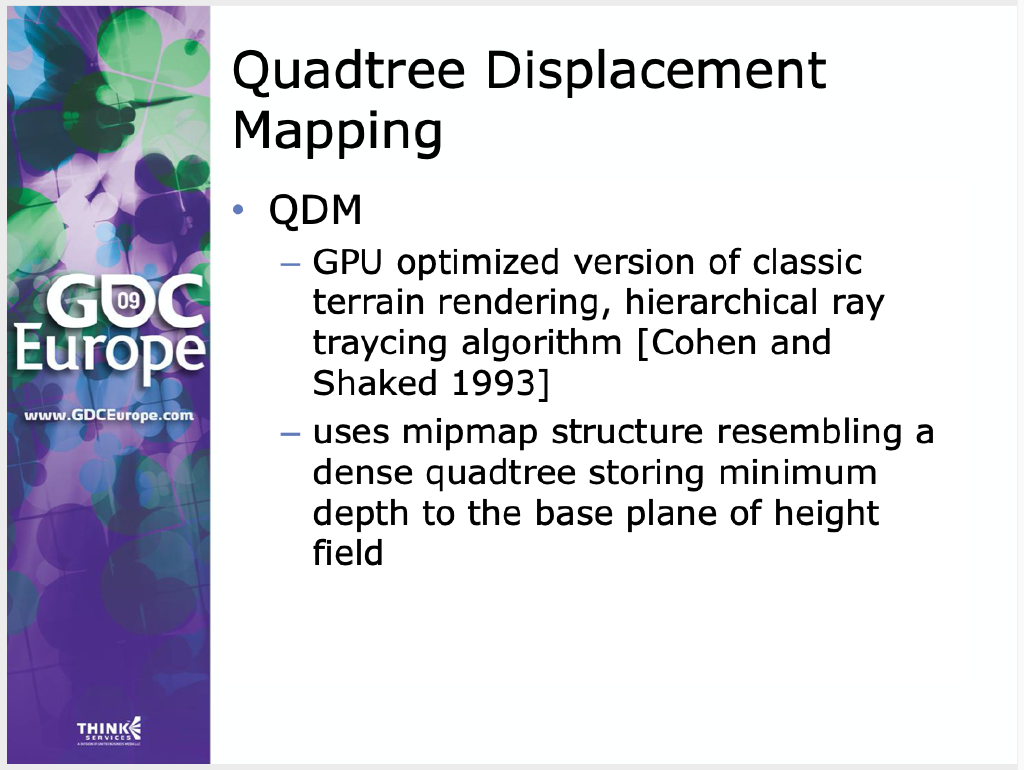 Quadtree Displacement
Mapping
• QDM
– GPU optimized version of classic
terrain rendering, hierarchical ray
traycing algorithm [Cohen and
Shaked 1993]
– uses mipmap structure resembling a
dense quadtree storing minimum
depth to the base plane of height
field
GDC
09
Europe
www.GDCEurope.com
THINK
SERVICES